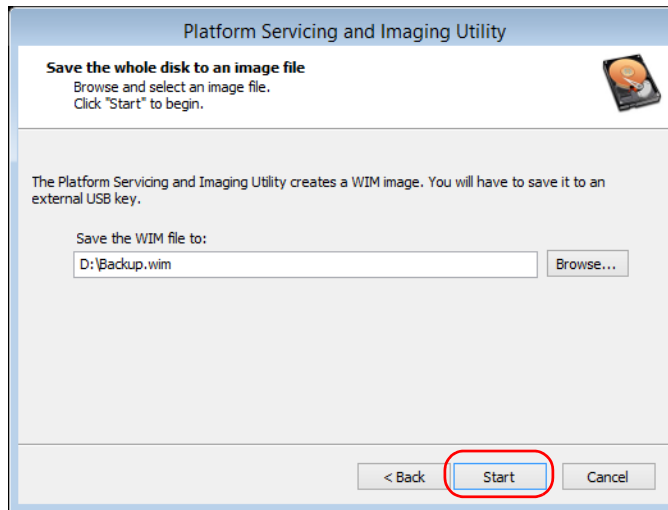 Platform Servicing and Imaging Utility
Save the whole disk to an image file
Browse and select an image file.
Click "Start" to begin.
The Platform Servicing and Imaging Utility creates a WIM image. You will have to save it to an
external USB key.
Save the WIM file to:
D:\Backup.wim
Browse...
< Back
Start
Cancel